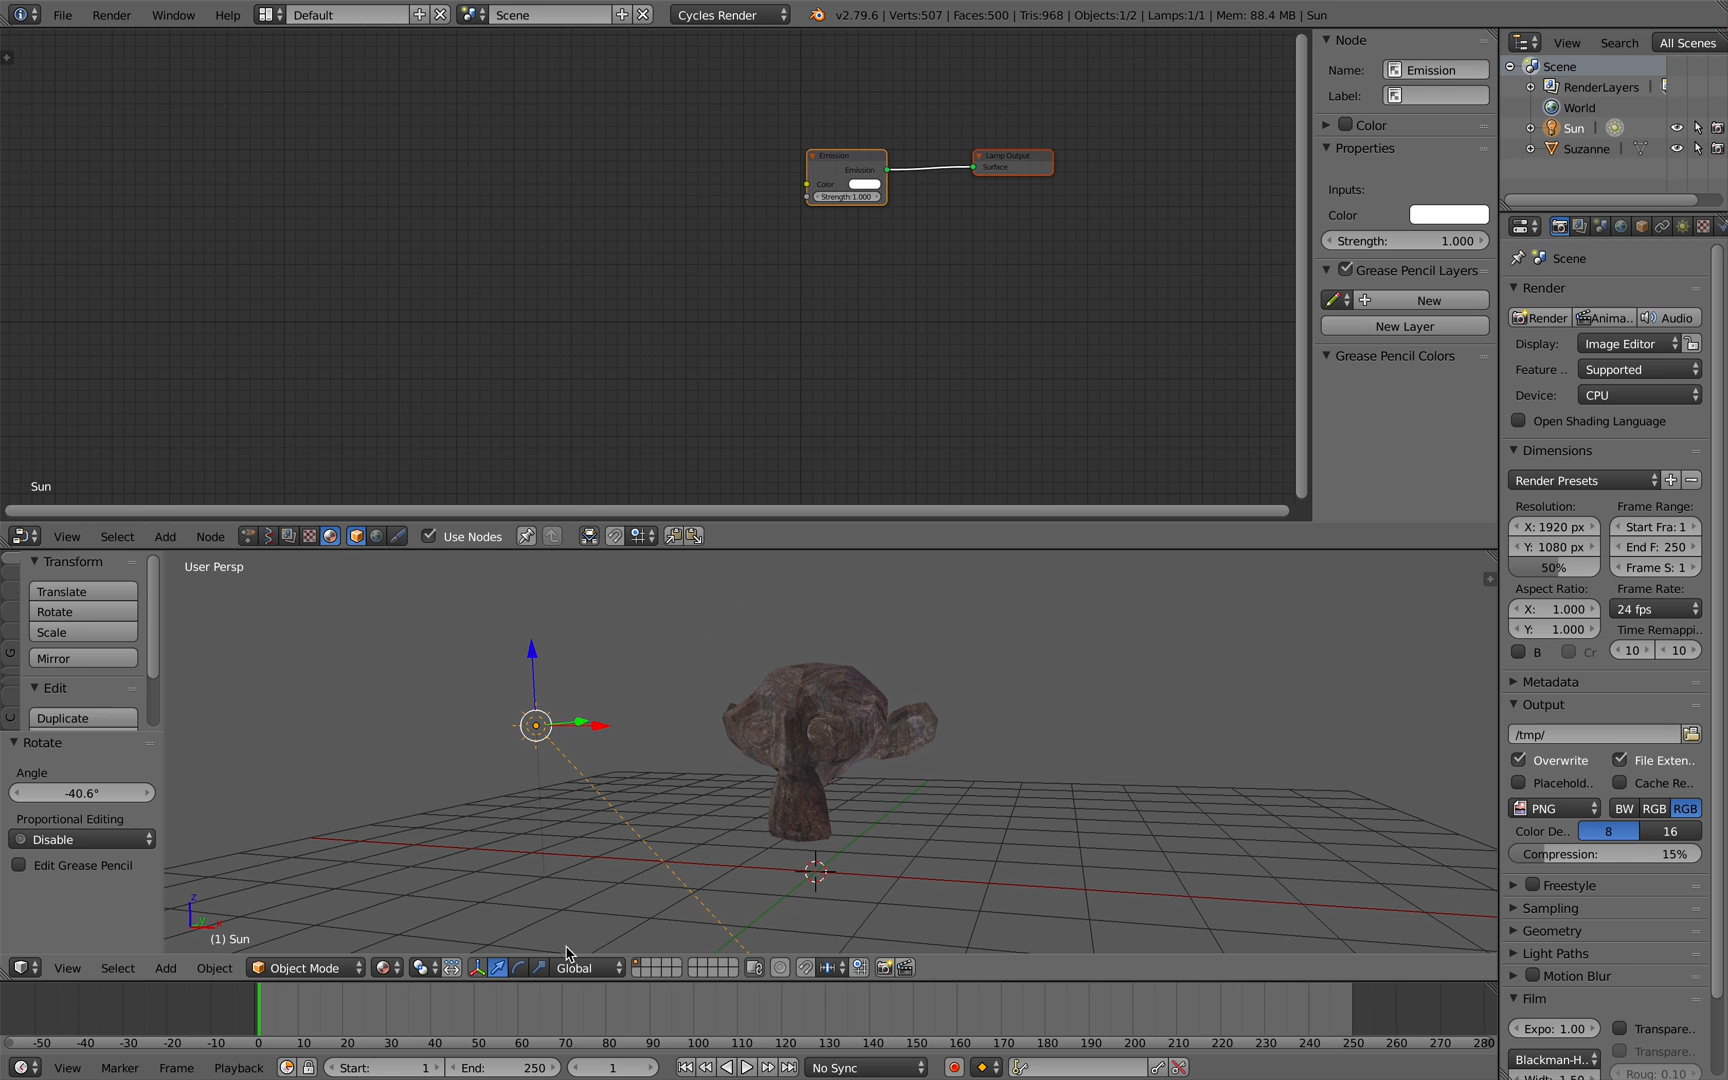 File Render Window Help Default Scene Cycles Render v2.79.6 | Verts:507 | Faces:500 | Tris:968 | Objects:1/2 | Lamps:1/1 | Mem: 88.4 MB | Sun
Emission
Emission
Color
Strength:1.000
Lamp Output
Surface
Sun
Node
Name: Emission
Label:
Color
Properties
Inputs:
Color
Strength: 1.000
Grease Pencil Layers
New
New Layer
Grease Pencil Colors
View Search All Scenes
Scene
RenderLayers
World
Sun
Suzanne
View Select Add Node Use Nodes
Transform
Translate
Rotate
Scale
Mirror
Edit
Duplicate
G
C
Rotate
Angle
-40.6°
Proportional Editing
Disable
Edit Grease Pencil
User Persp
z
y
x
(1) Sun
View Select Add Object Object Mode Global
-50 -40 -30 -20 -10 0 10 20 30 40 50 60 70 80 90 100 110 120 130 140 150 160 170 180 190 200 210 220 230 240 250 260 270 280
View Marker Frame Playback Start: 1 End: 250 1 No Sync
Scene
Render
Render Anima.. Audio
Display: Image Editor
Feature .. Supported
Device: CPU
Open Shading Language
Dimensions
Render Presets
Resolution: Frame Range:
X: 1920 px Start Fra: 1
Y: 1080 px End F: 250
50% Frame S: 1
Aspect Ratio: Frame Rate:
X: 1.000 24 fps
Y: 1.000 Time Remappi..
B Cr 10 10
Metadata
Output
/tmp/
Overwrite File Exten..
Placehold.. Cache Re..
PNG BW RGB RGB
Color De.. 8 16
Compression: 15%
Freestyle
Sampling
Geometry
Light Paths
Motion Blur
Film
Expo: 1.00 Transpare..
Transpare..
Blackman-H..
Width: 1.50 Roug: 0.10